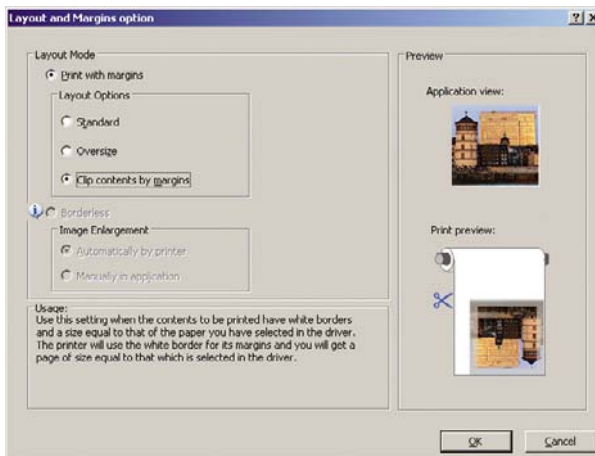 Layout and Margins option
Layout Mode
Print with margins
Layout Options
Standard
Oversize
Clip contents by margins
Borderless
Image Enlargement
Automatically by printer
Manually in application
Usage:
Use this setting when the contents to be printed have white borders
and a size equal to that of the paper you have selected in the driver.
The printer will use the white border for its margins and you will get a
page of size equal to that which is selected in the driver.
Preview
Application view:
Print preview:
OK
Cancel